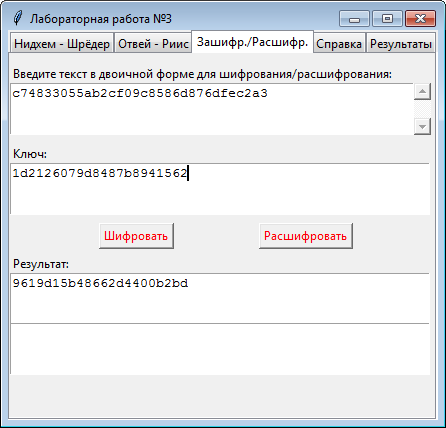 Лабораторная работа №3
Нидхем - Шрёдер Отвей - Риис Зашифр./Расшифр. Справка Результаты
Введите текст в двоичной форме для шифрования/расшифрования:
c74833055ab2cf09c8586d876dfec2a3
Ключ:
1d2126079d8487b8941562
Шифровать Расшифровать
Результат:
9619d15b48662d4400b2bd